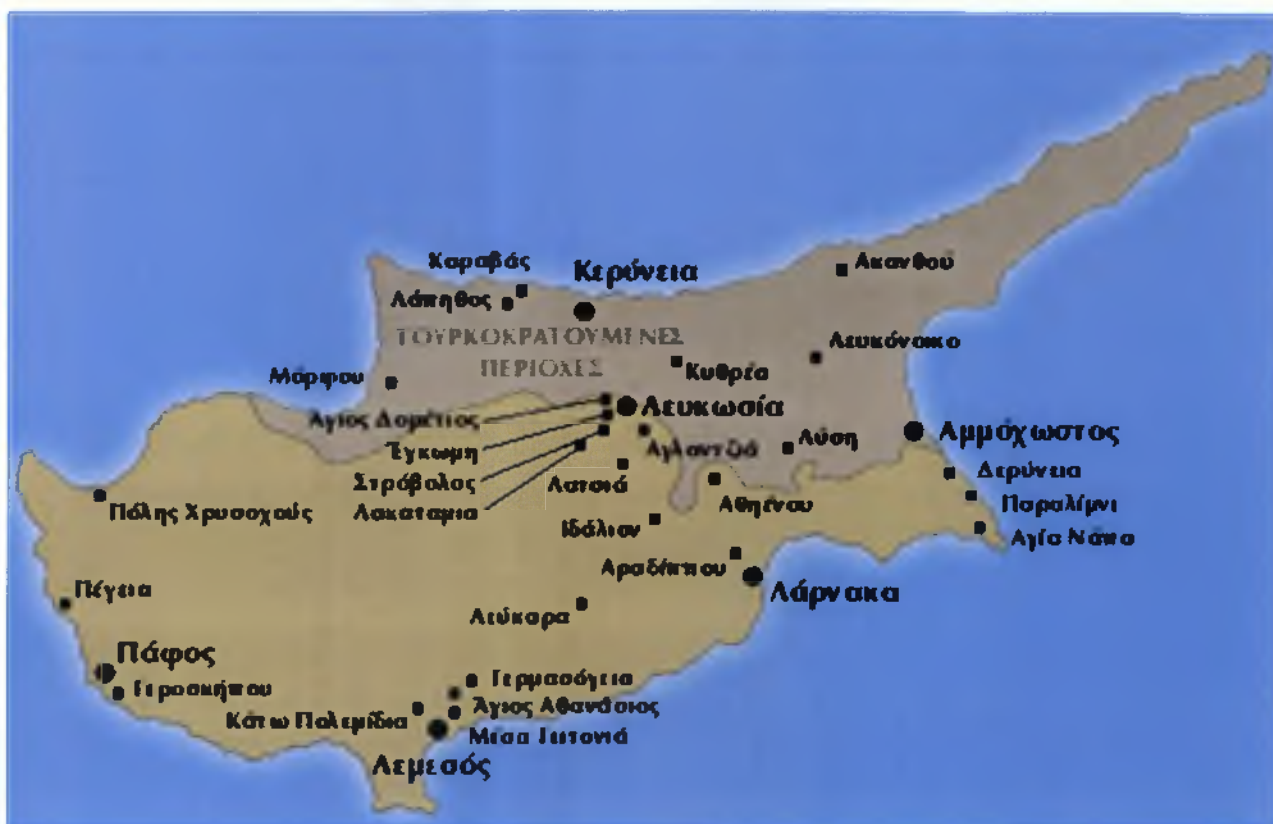 Καραβάς
Κερύνεια
Ακανθού
Λάπηθος
ΤΟΥΡΚΟΚΡΑΤΟΥΜΕΝΕΣ
ΠΕΡΙΟΧΕΣ
Λευκόνοικο
Μόρφου
Κυθρέα
Άγιος Δομέτιος
Λευκωσία
Έγκωμη
Αγλαντζιά
Λύση
Αμμόχωστος
Στρόβολος
Λατσιά
Δερύνεια
Λακαταμια
Αθηένου
Παραλίμνι
Πόλης Χρυσοχούς
Ιδάλιον
Αγία Νάπα
Αραδίππου
Πέγεια
Λάρνακα
Λεύκαρα
Πάφος
Γεροσκήπου
Γερμασόγεια
Κάτω Πολεμίδια
Άγιος Αθανάσιος
Μέσα Γειτονιά
Λεμεσός